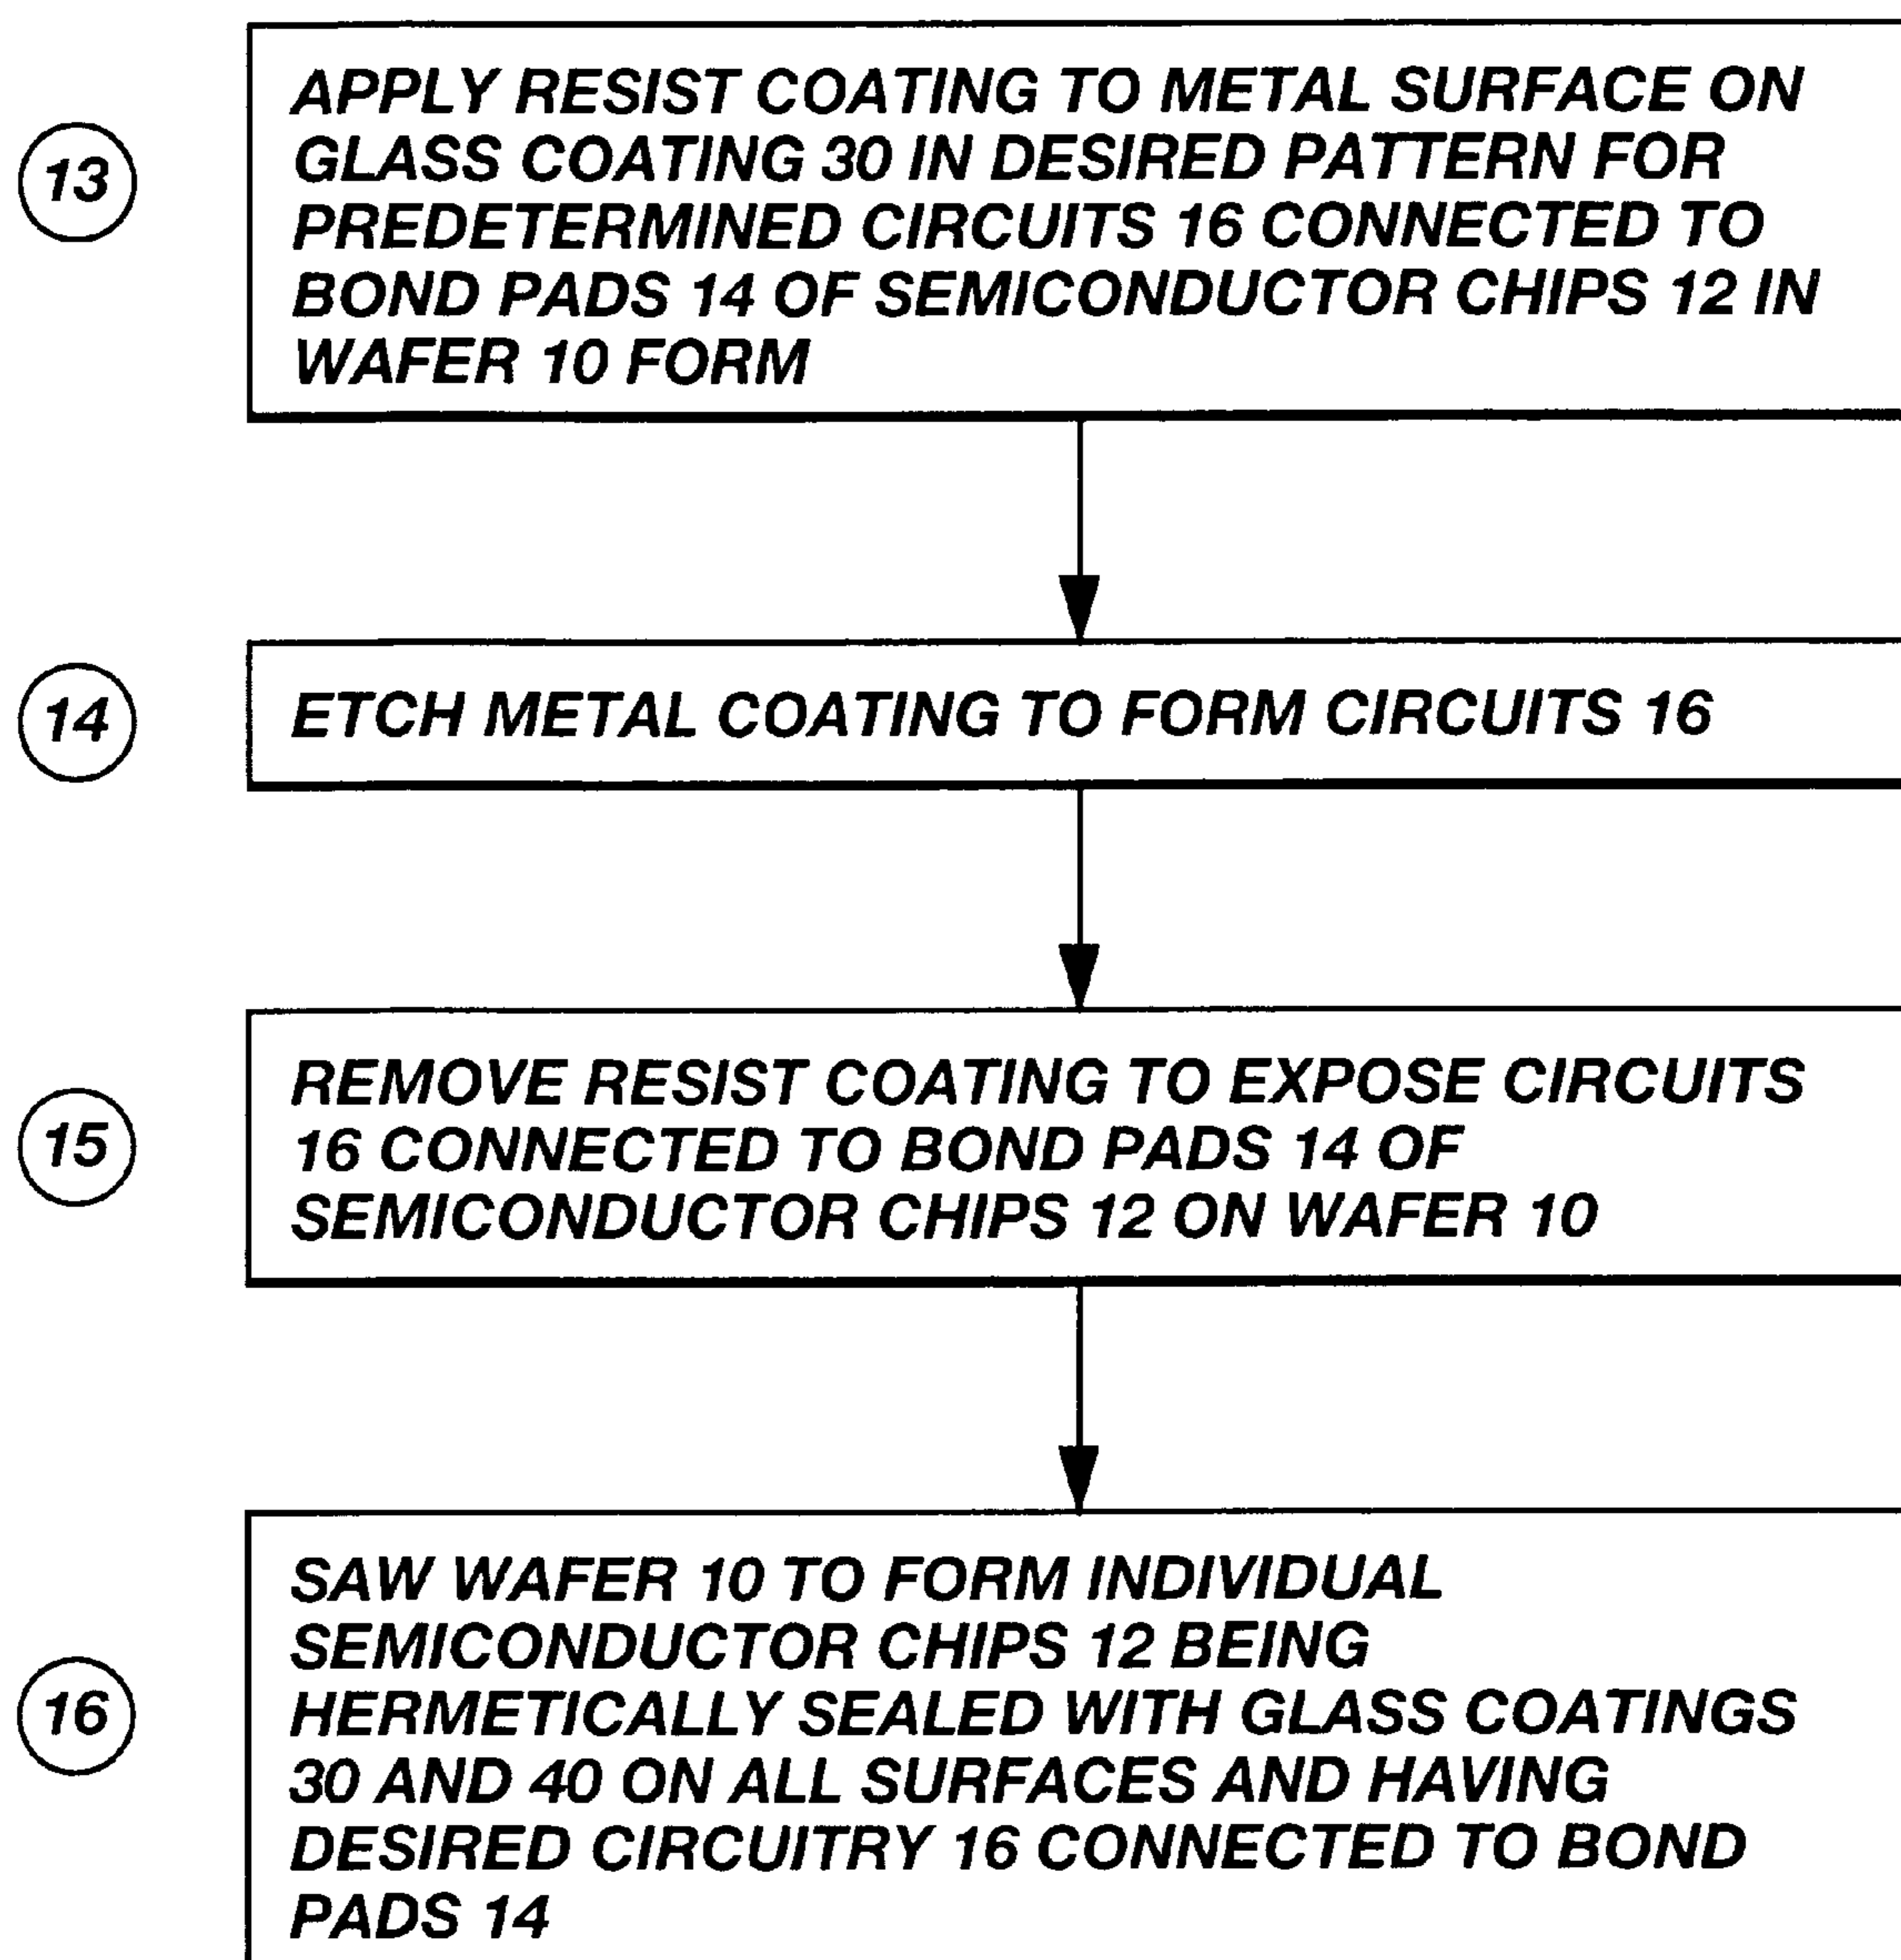 13
APPLY RESIST COATING TO METAL SURFACE ON
GLASS COATING 30 IN DESIRED PATTERN FOR
PREDETERMINED CIRCUITS 16 CONNECTED TO
BOND PADS 14 OF SEMICONDUCTOR CHIPS 12 IN
WAFER 10 FORM
14
ETCH METAL COATING TO FORM CIRCUITS 16
15
REMOVE RESIST COATING TO EXPOSE CIRCUITS
16 CONNECTED TO BOND PADS 14 OF
SEMICONDUCTOR CHIPS 12 ON WAFER 10
16
SAW WAFER 10 TO FORM INDIVIDUAL
SEMICONDUCTOR CHIPS 12 BEING
HERMETICALLY SEALED WITH GLASS COATINGS
30 AND 40 ON ALL SURFACES AND HAVING
DESIRED CIRCUITRY 16 CONNECTED TO BOND
PADS 14